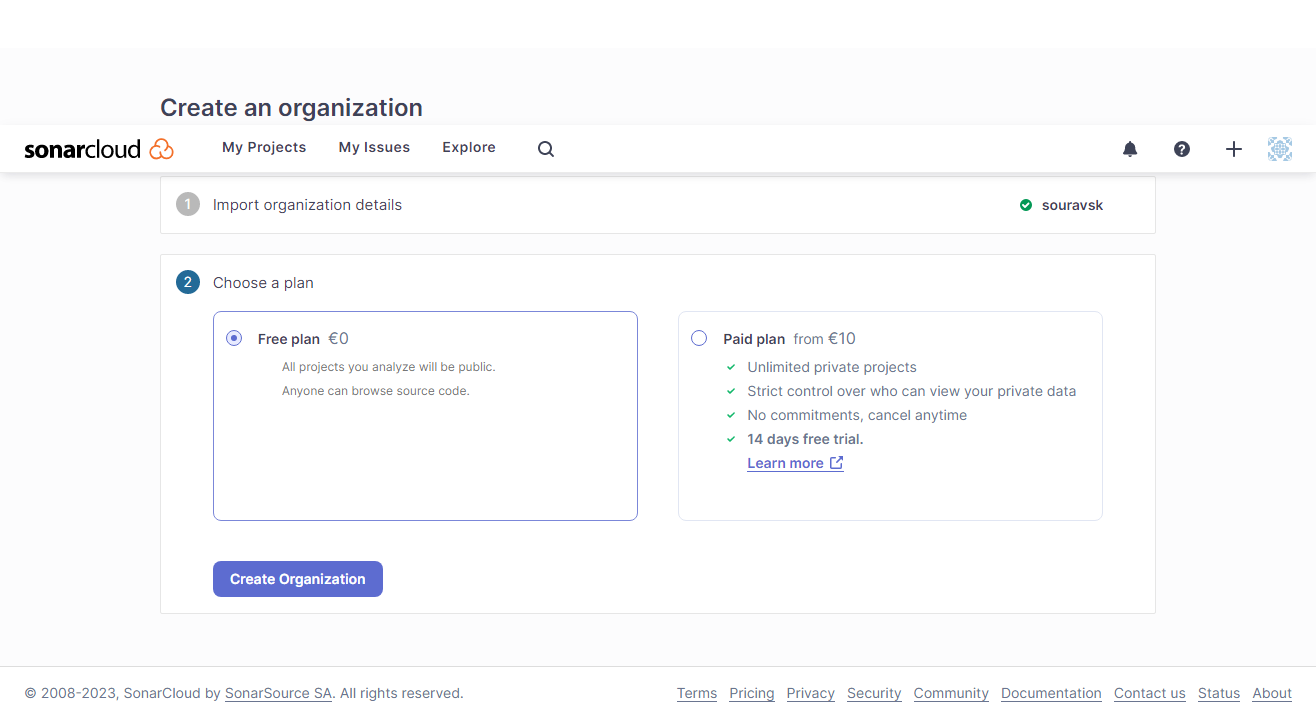 Create an organization
sonarcloud My Projects My Issues Explore
1 Import organization details souravsk
2 Choose a plan
Free plan €0
All projects you analyze will be public.
Anyone can browse source code.
Paid plan from €10
Unlimited private projects
Strict control over who can view your private data
No commitments, cancel anytime
14 days free trial.
Learn more
Create Organization
© 2008-2023, SonarCloud by SonarSource SA. All rights reserved. Terms Pricing Privacy Security Community Documentation Contact us Status About